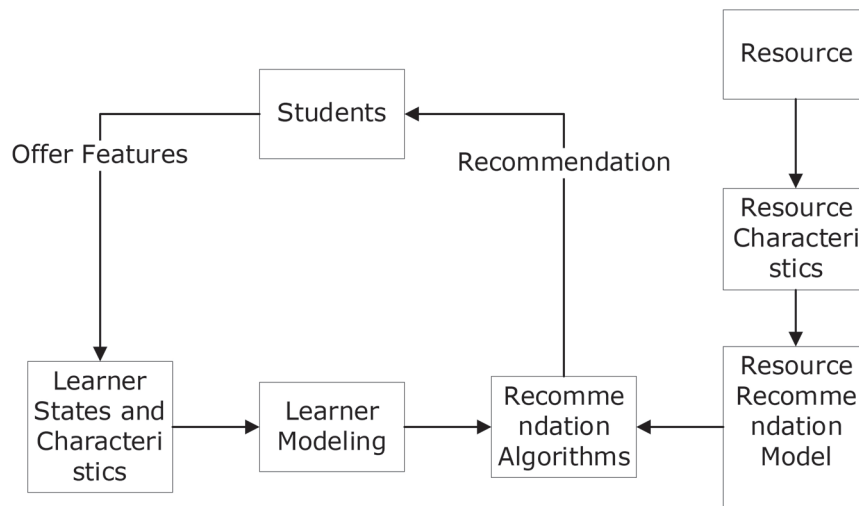 Resource
Students
Offer Features
Recommendation
Resource
Characteri
stics
Learner
States and
Characteri
stics
Learner
Modeling
Recomme
ndation
Algorithms
Resource
Recomme
ndation
Model